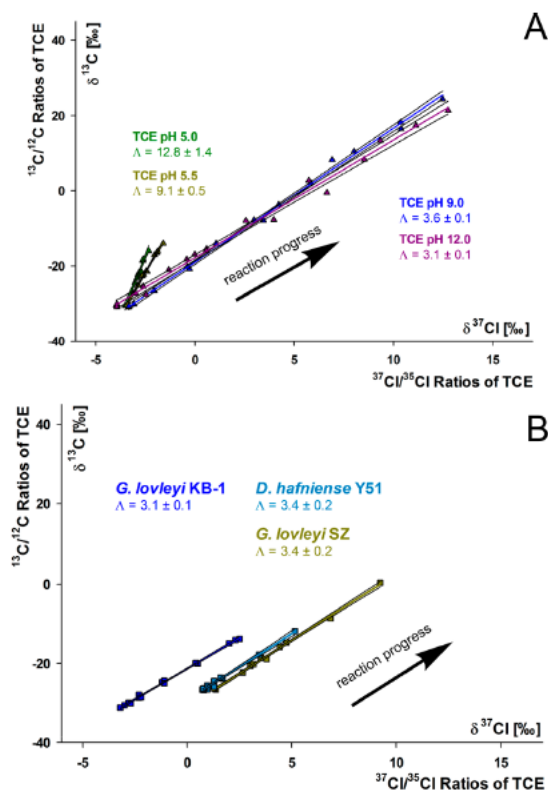 A
¹³C/¹²C Ratios of TCE
δ ¹³C [‰]
40
20
0
-20
-40
TCE pH 5.0
Λ = 12.8 ± 1.4
TCE pH 5.5
Λ = 9.1 ± 0.5
TCE pH 9.0
Λ = 3.6 ± 0.1
TCE pH 12.0
Λ = 3.1 ± 0.1
reaction progress
δ ³⁷Cl [‰]
-5 0 5 10 15
³⁷Cl/³⁵Cl Ratios of TCE
B
¹³C/¹²C Ratios of TCE
δ ¹³C [‰]
40
20
0
-20
-40
G. lovleyi KB-1
Λ = 3.1 ± 0.1
D. hafniense Y51
Λ = 3.4 ± 0.2
G. lovleyi SZ
Λ = 3.4 ± 0.2
reaction progress
δ ³⁷Cl [‰]
-5 0 5 10 15
³⁷Cl/³⁵Cl Ratios of TCE